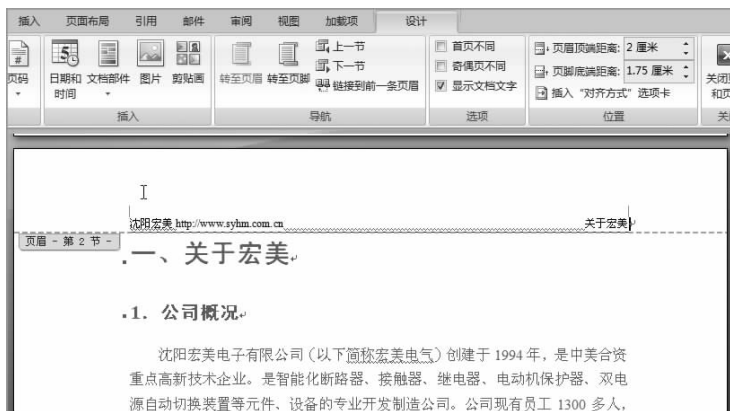 插入 页面布局 引用 邮件 审阅 视图 加载项 设计
页码
日期和时间
文档部件
图片
剪贴画
插入
转至页眉
转至页脚
上一节
下一节
链接到前一条页眉
导航
首页不同
奇偶页不同
显示文档文字
选项
页眉顶端距离: 2 厘米
页脚底端距离: 1.75 厘米
插入“对齐方式”选项卡
位置
沈阳宏美 http://www.syhm.com.cn 关于宏美
页眉 - 第 2 节 -
一、关于宏美
1. 公司概况
沈阳宏美电子有限公司（以下简称宏美电气）创建于 1994 年，是中美合资
重点高新技术企业。是智能化断路器、接触器、继电器、电动机保护器、双电
源自动切换装置等元件、设备的专业开发制造公司。公司现有员工 1300 多人，